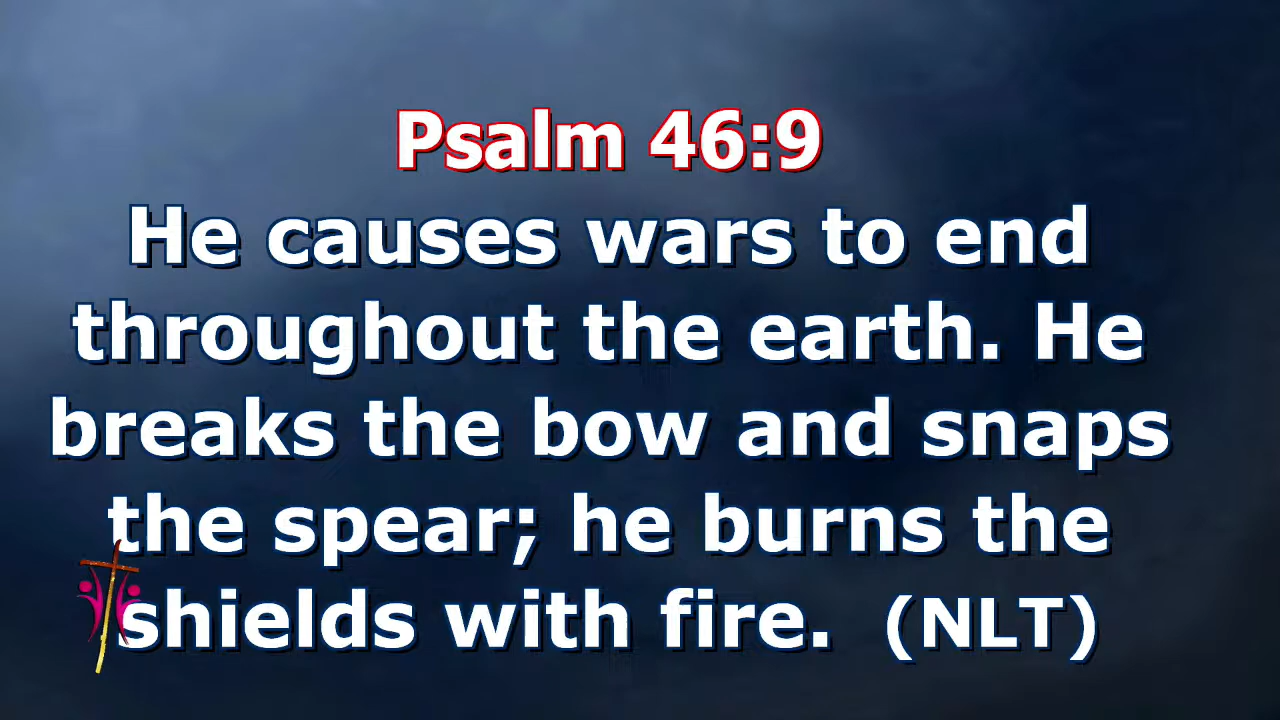 Psalm 46:9
He causes wars to end
throughout the earth. He
breaks the bow and snaps
the spear; he burns the
shields with fire. (NLT)